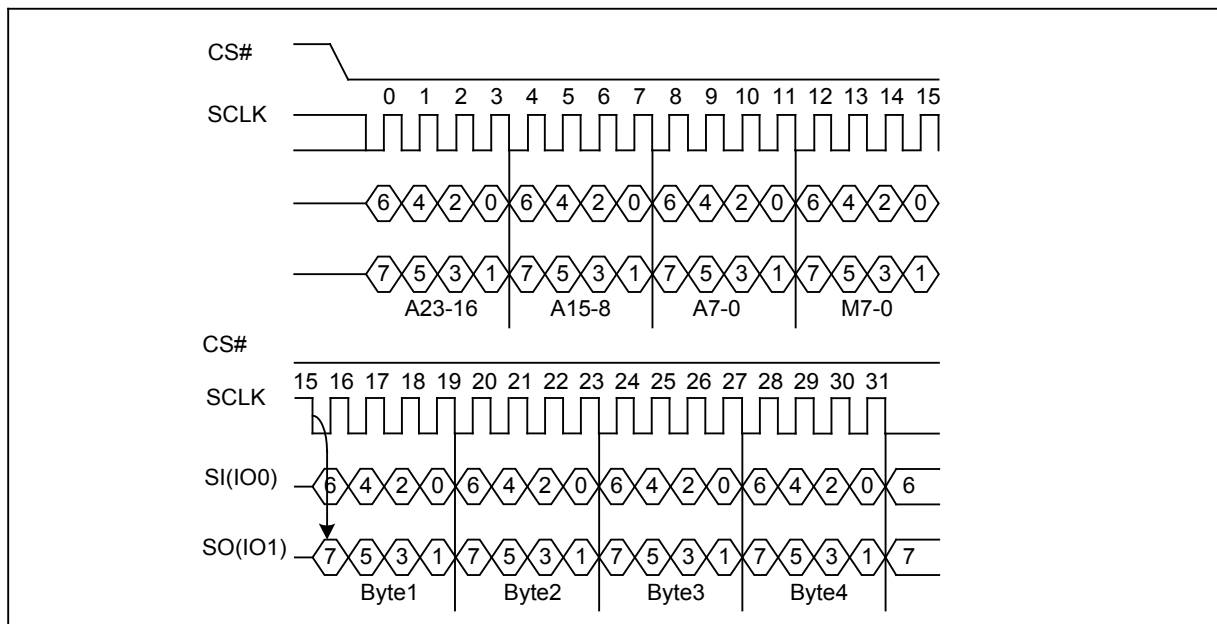 CS#
0 1 2 3 4 5 6 7 8 9 10 11 12 13 14 15
SCLK
6 4 2 0 6 4 2 0 6 4 2 0 6 4 2 0
7 5 3 1 7 5 3 1 7 5 3 1 7 5 3 1
A23-16 A15-8 A7-0 M7-0
CS#
15 16 17 18 19 20 21 22 23 24 25 26 27 28 29 30 31
SCLK
SI(IO0) 6 4 2 0 6 4 2 0 6 4 2 0 6 4 2 0 6
SO(IO1) 7 5 3 1 7 5 3 1 7 5 3 1 7 5 3 1 7
Byte1 Byte2 Byte3 Byte4